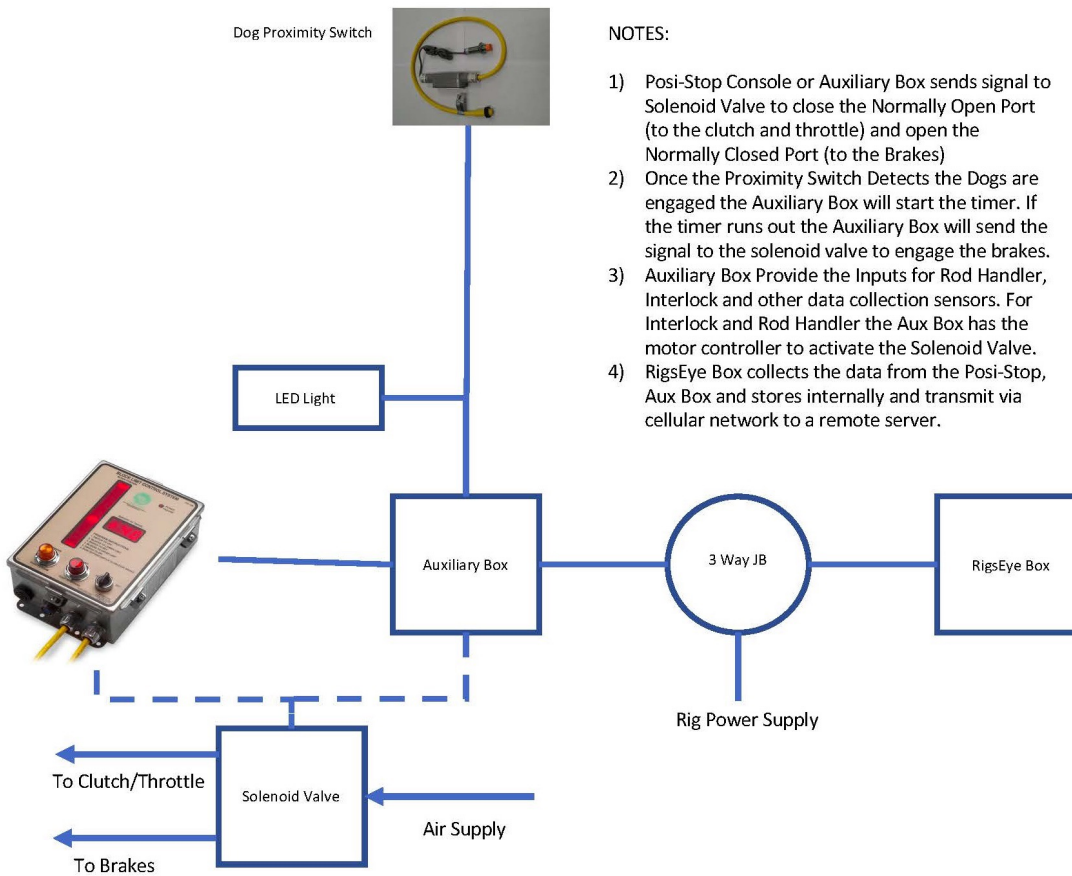 Dog Proximity Switch
NOTES:
1) Posi-Stop Console or Auxiliary Box sends signal to
Solenoid Valve to close the Normally Open Port
(to the clutch and throttle) and open the
Normally Closed Port (to the Brakes)
2) Once the Proximity Switch Detects the Dogs are
engaged the Auxiliary Box will start the timer. If
the timer runs out the Auxiliary Box will send the
signal to the solenoid valve to engage the brakes.
3) Auxiliary Box Provide the Inputs for Rod Handler,
Interlock and other data collection sensors. For
Interlock and Rod Handler the Aux Box has the
motor controller to activate the Solenoid Valve.
4) RigsEye Box collects the data from the Posi-Stop,
Aux Box and stores internally and transmit via
cellular network to a remote server.
LED Light
Auxiliary Box
3 Way JB
RigsEye Box
Rig Power Supply
To Clutch/Throttle
Solenoid Valve
Air Supply
To Brakes